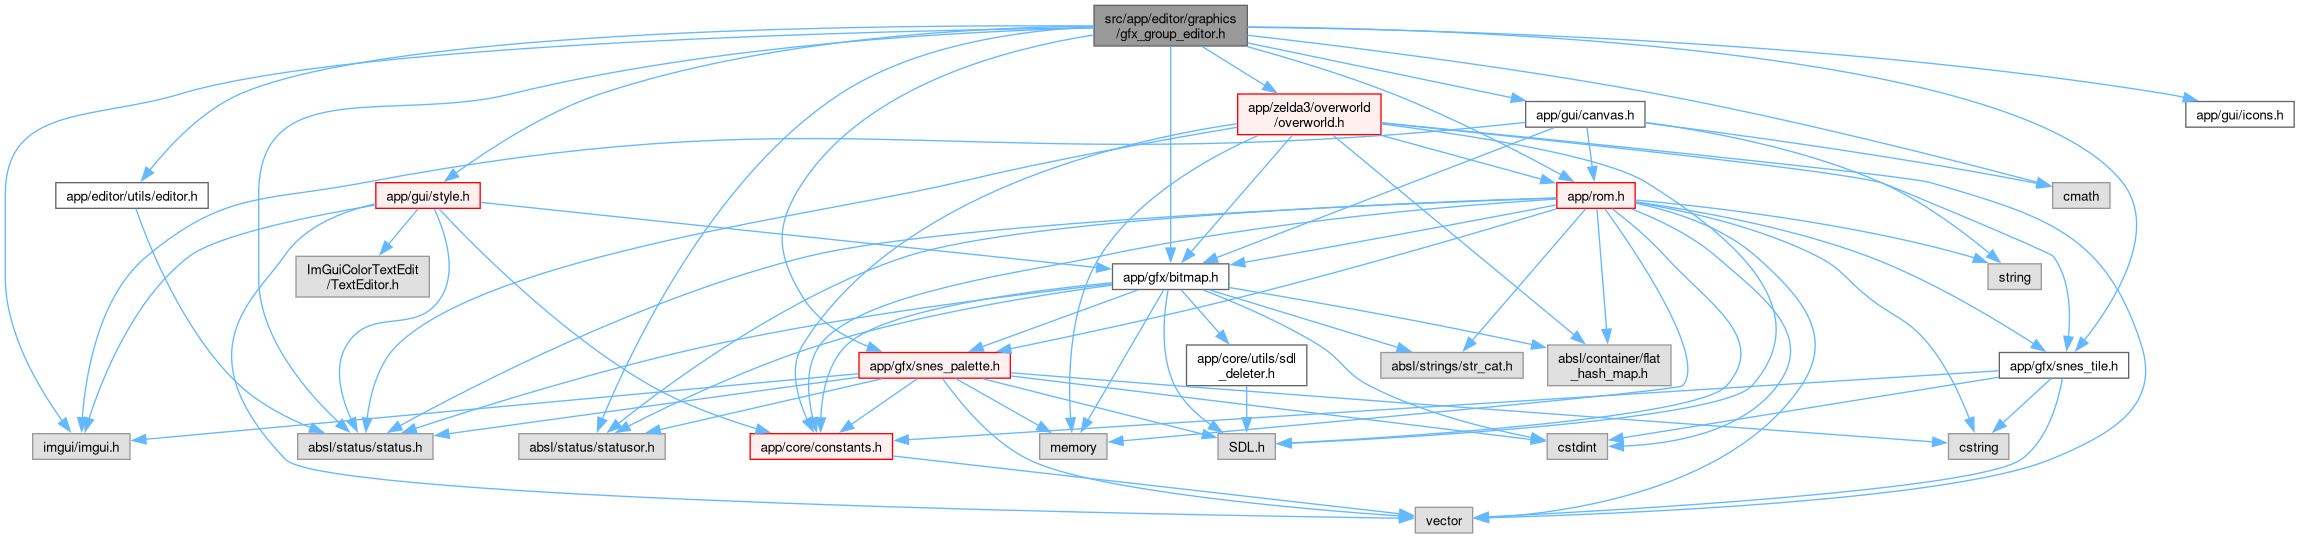 src/app/editor/graphics
/gfx_group_editor.h
app/zelda3/overworld
/overworld.h
app/gui/canvas.h
app/gui/icons.h
app/editor/utils/editor.h
app/gui/style.h
app/rom.h
cmath
ImGuiColorTextEdit
/TextEditor.h
app/gfx/bitmap.h
string
app/gfx/snes_palette.h
app/core/utils/sdl
_deleter.h
absl/strings/str_cat.h
absl/container/flat
_hash_map.h
app/gfx/snes_tile.h
imgui/imgui.h
absl/status/status.h
absl/status/statusor.h
app/core/constants.h
memory
SDL.h
cstdint
cstring
vector